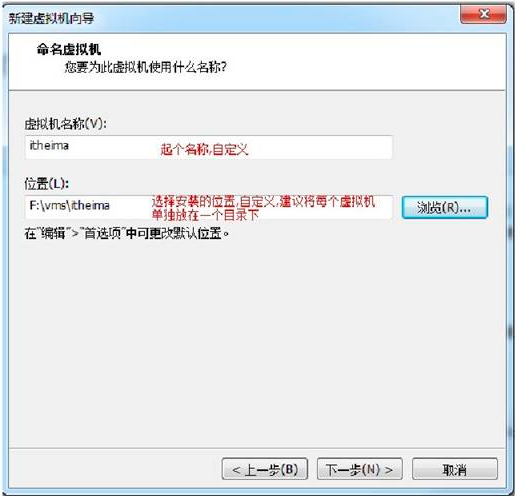 新建虚拟机向导
命名虚拟机
您要为此虚拟机使用什么名称?
虚拟机名称(V):
itheima
起个名称,自定义
位置(L):
F:\vms\itheima
选择安装的位置,自定义,建议将每个虚拟机
单独放在一个目录下
浏览(R)...
在"编辑">"首选项"中可更改默认位置。
< 上一步(B)
下一步(N) >
取消